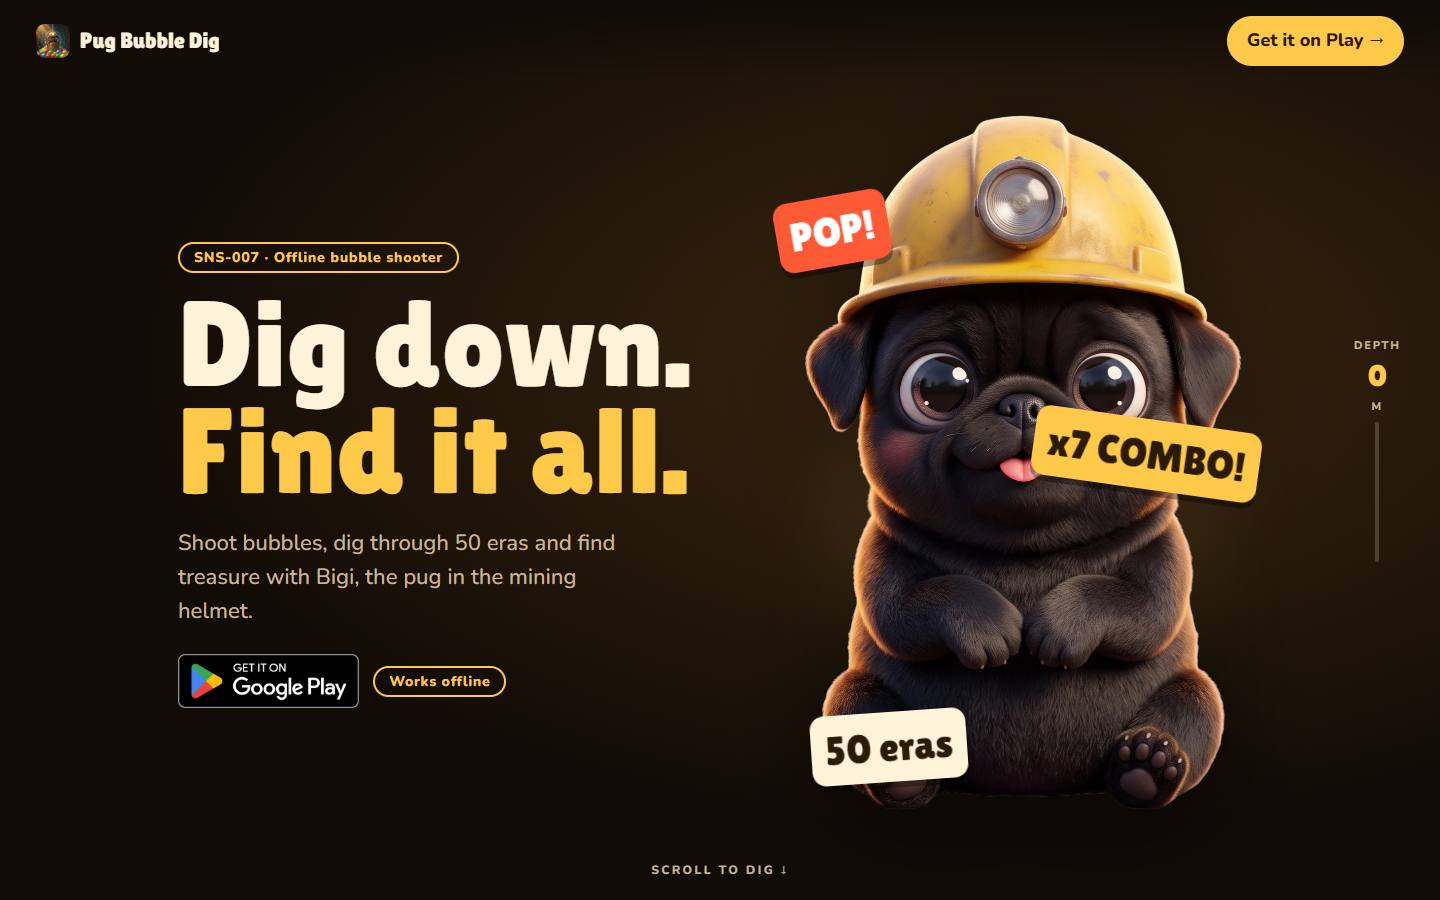 Pug Bubble Dig
Get it on Play →
POP!
SNS-007 · Offline bubble shooter
Dig down.
Find it all.
DEPTH
0
M
x7 COMBO!
Shoot bubbles, dig through 50 eras and find
treasure with Bigi, the pug in the mining
helmet.
GET IT ON
Google Play
Works offline
50 eras
SCROLL TO DIG ↓